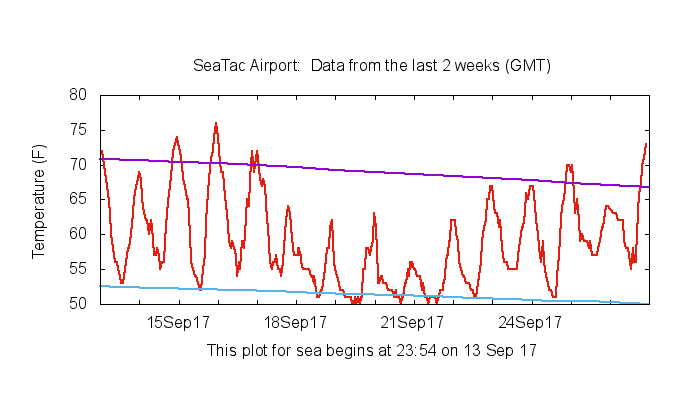 SeaTac Airport:  Data from the last 2 weeks (GMT)
Temperature (F)
80
75
70
65
60
55
50
15Sep17 18Sep17 21Sep17 24Sep17
This plot for sea begins at 23:54 on 13 Sep 17